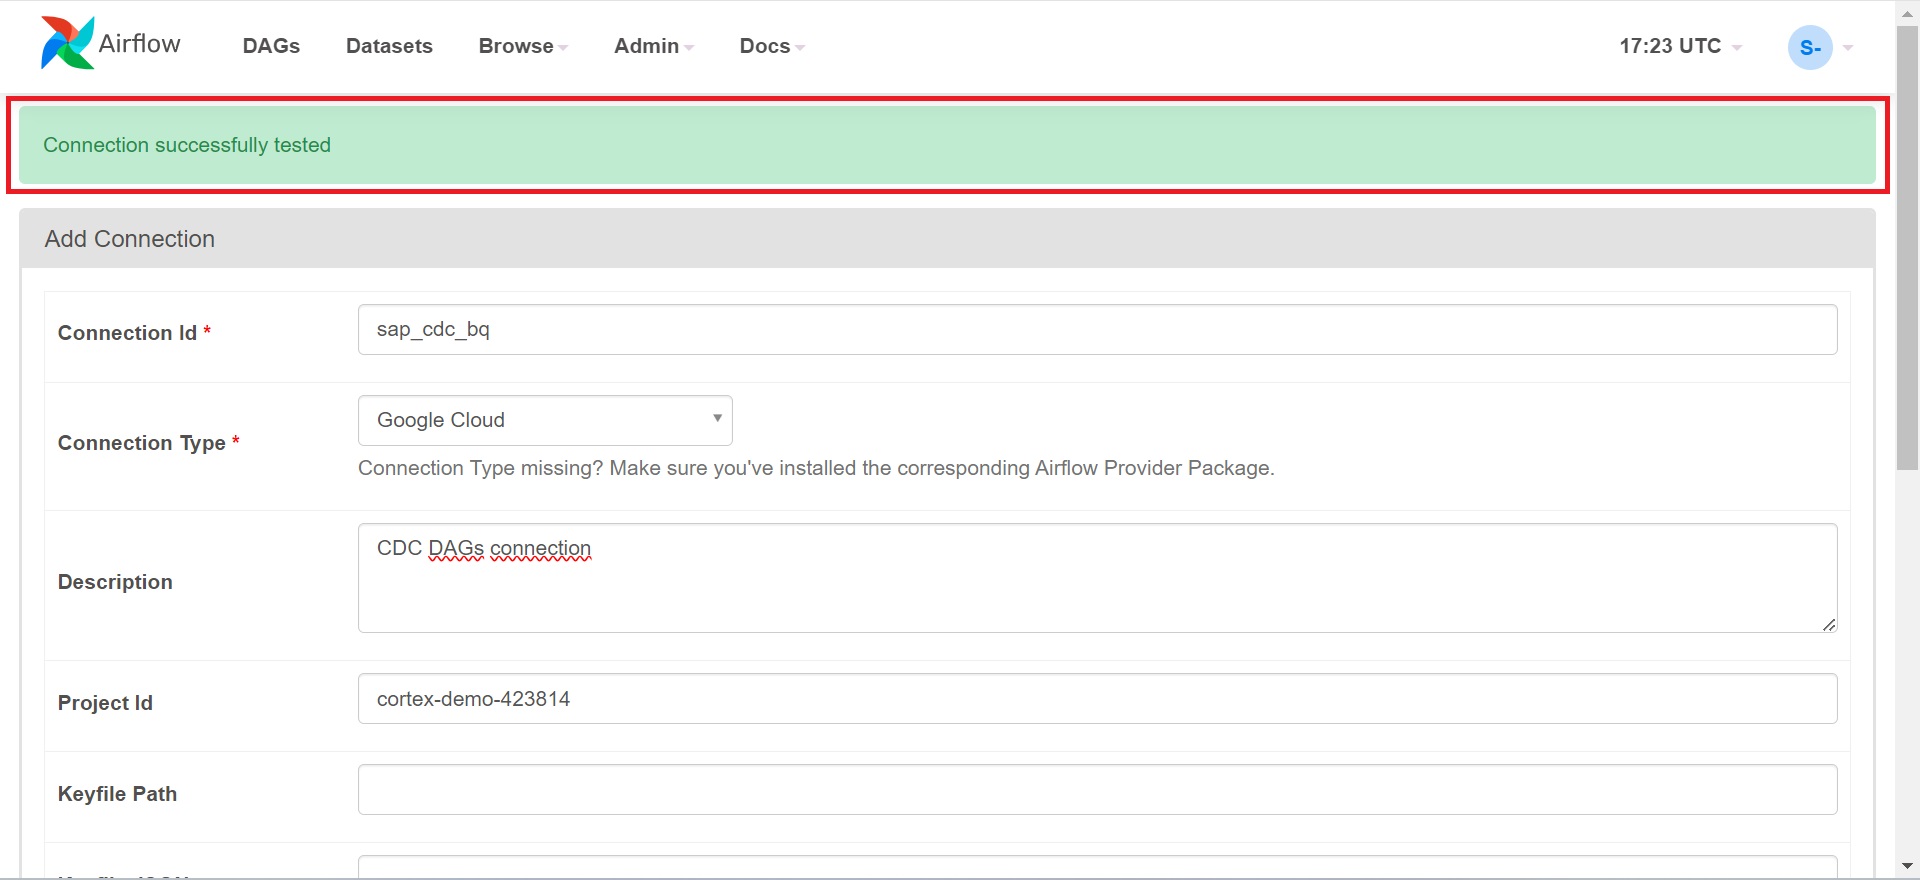 Airflow DAGs Datasets Browse Admin Docs 17:23 UTC S-
Connection successfully tested
Add Connection
Connection Id * sap_cdc_bq
Connection Type * Google Cloud
Connection Type missing? Make sure you've installed the corresponding Airflow Provider Package.
Description CDC DAGs connection
Project Id cortex-demo-423814
Keyfile Path